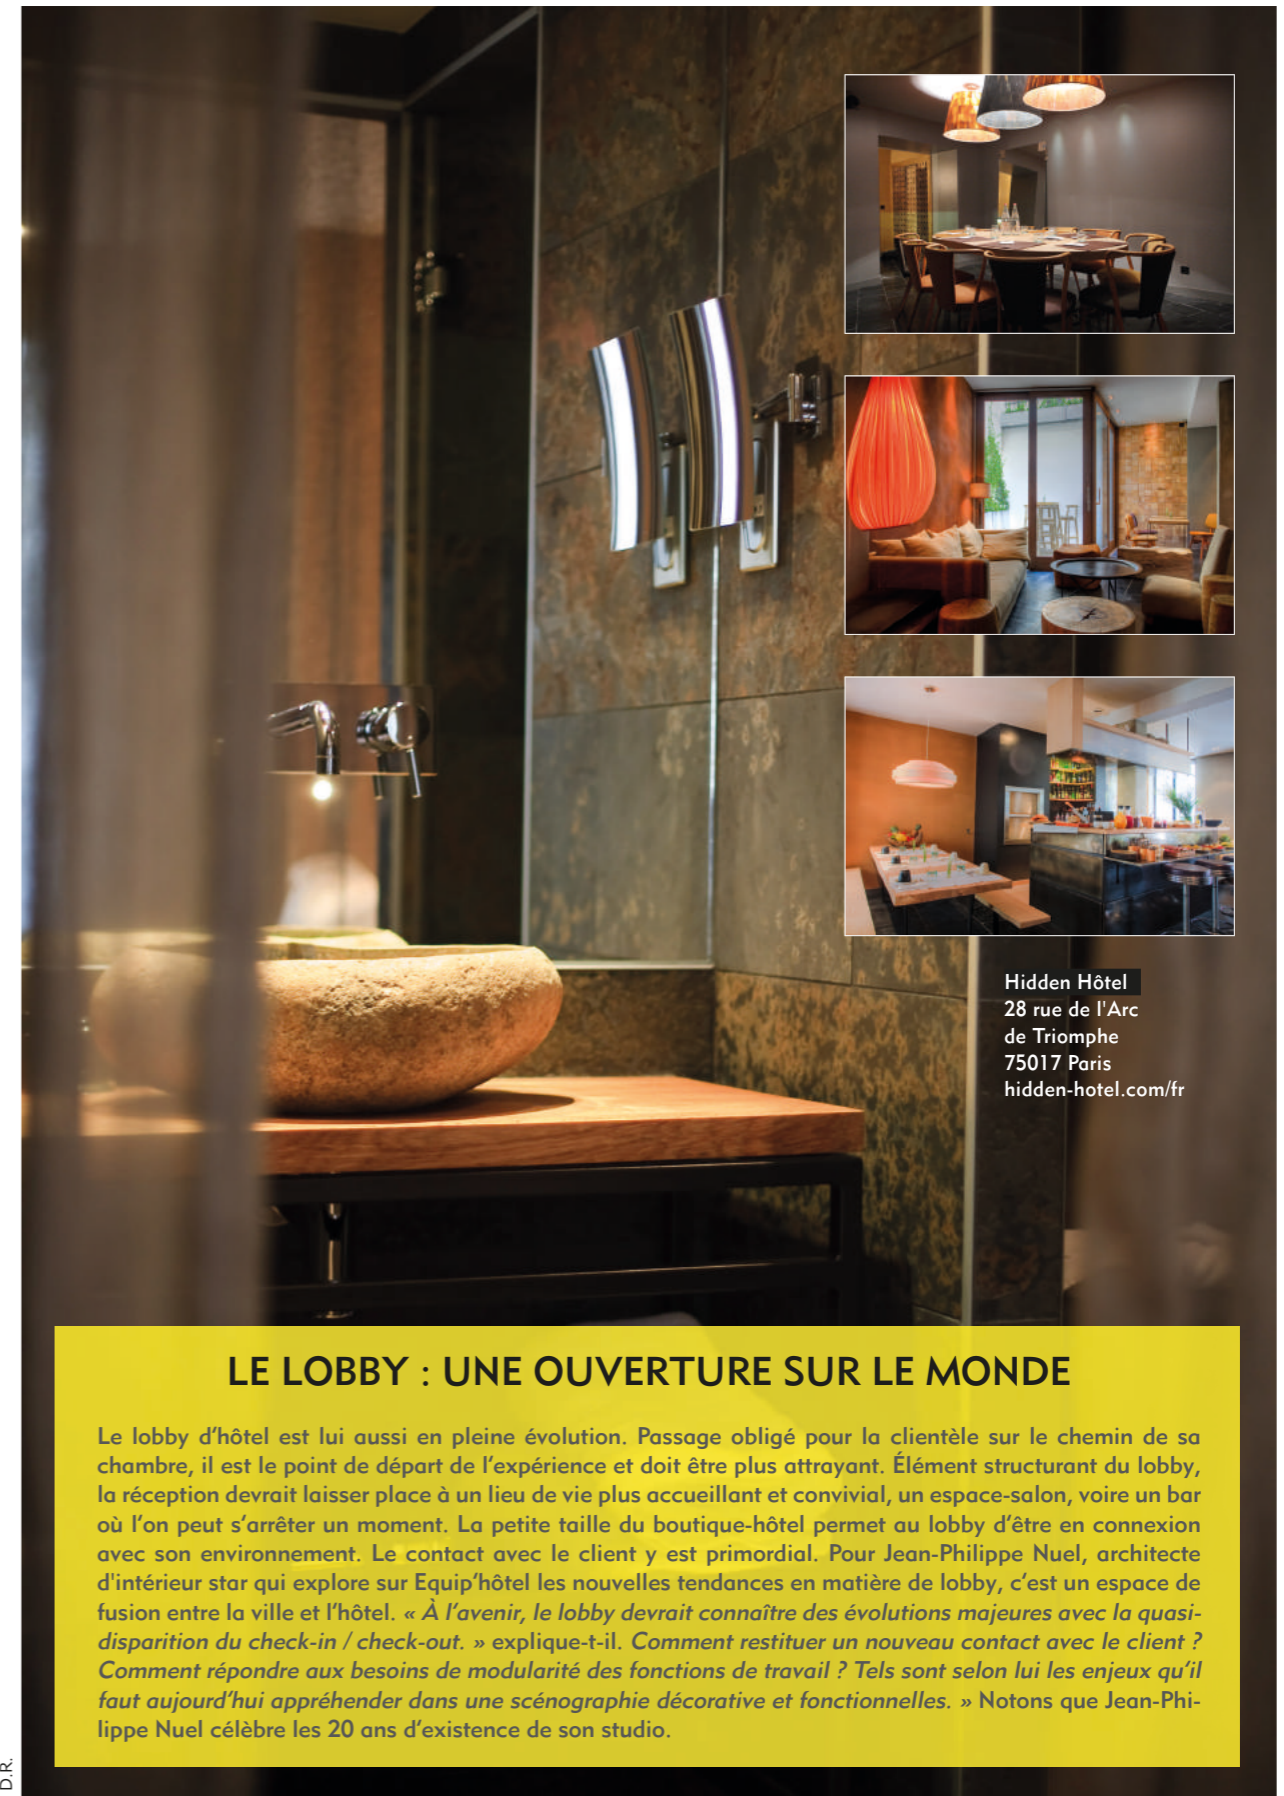 Hidden Hôtel
28 rue de l'Arc
de Triomphe
75017 Paris
hidden-hotel.com/fr
LE LOBBY : UNE OUVERTURE SUR LE MONDE
Le lobby d’hôtel est lui aussi en pleine évolution. Passage obligé pour la clientèle sur le chemin de sa
chambre, il est le point de départ de l’expérience et doit être plus attrayant. Élément structurant du lobby,
la réception devrait laisser place à un lieu de vie plus accueillant et convivial, un espace-salon, voire un bar
où l’on peut s’arrêter un moment. La petite taille du boutique-hôtel permet au lobby d’être en connexion
avec son environnement. Le contact avec le client y est primordial. Pour Jean-Philippe Nuel, architecte
d'intérieur star qui explore sur Equip’hôtel les nouvelles tendances en matière de lobby, c’est un espace de
fusion entre la ville et l’hôtel. « À l’avenir, le lobby devrait connaître des évolutions majeures avec la quasi-
disparition du check-in / check-out. » explique-t-il. Comment restituer un nouveau contact avec le client ?
Comment répondre aux besoins de modularité des fonctions de travail ? Tels sont selon lui les enjeux qu’il
faut aujourd’hui appréhender dans une scénographie décorative et fonctionnelles. » Notons que Jean-Phi-
lippe Nuel célèbre les 20 ans d’existence de son studio.
D.R.